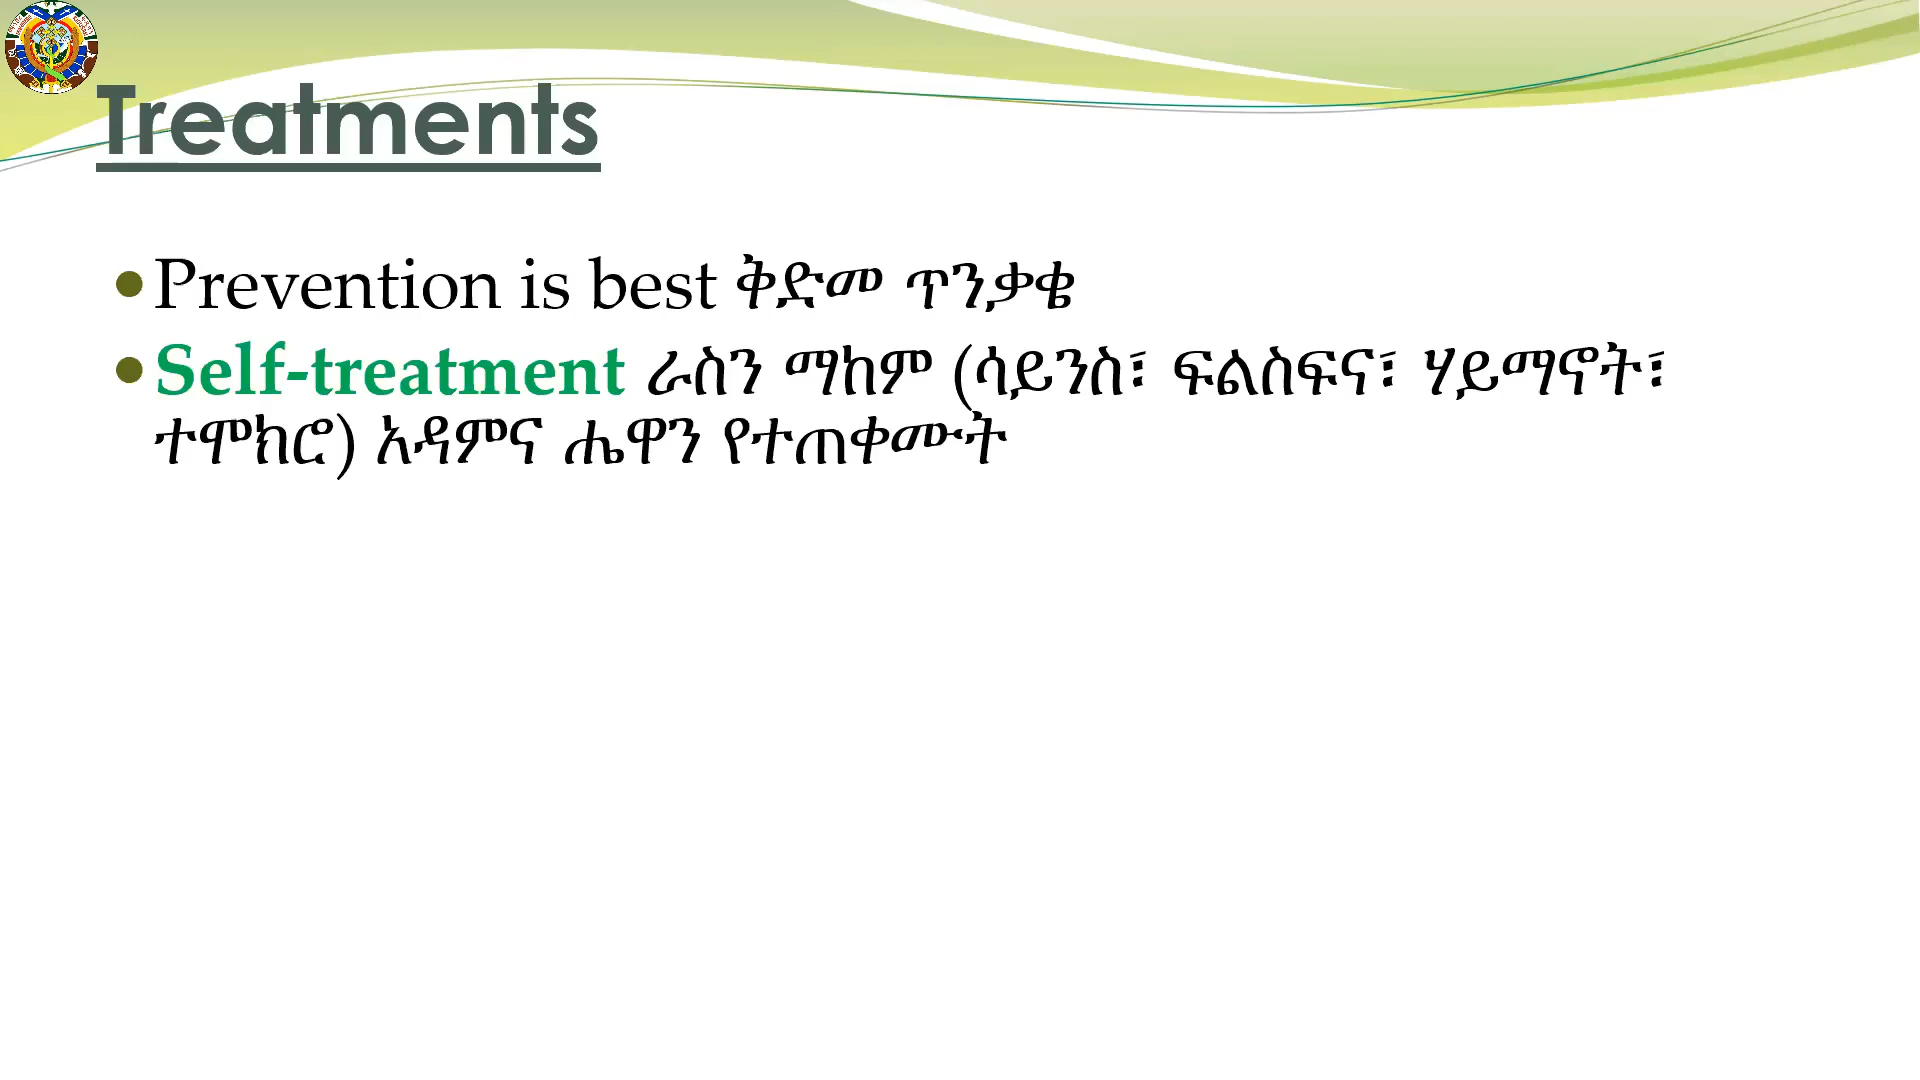 Treatments
Prevention is best ቅድመ ጥንቃቄ
Self-treatment ራስን ማከም (ሳይንስ፣ ፍልስፍና፣ ሃይማኖት፣
ተሞክሮ) አዳምና ሔዋን የተጠቀሙት